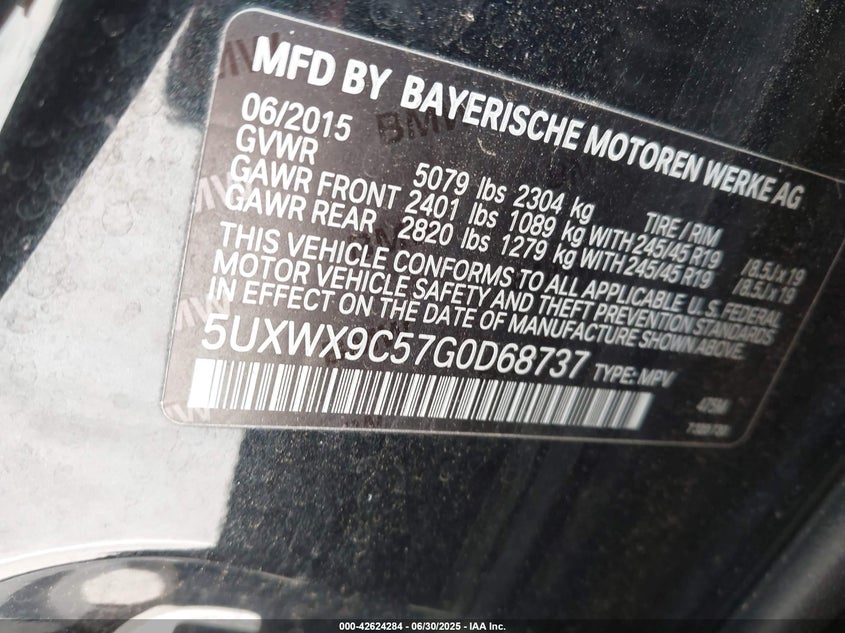 MFD BY BAYERISCHE MOTOREN WERKE AG
06/2015
GVWR 5079 lbs 2304 kg TIRE / RIM
GAWR FRONT 2401 lbs 1089 kg WITH 245/45 R19 /8.5Jx19
GAWR REAR 2820 lbs 1279 kg WITH 245/45 R19 /8.5Jx19
THIS VEHICLE CONFORMS TO ALL APPLICABLE U.S. FEDERAL
MOTOR VEHICLE SAFETY AND THEFT PREVENTION STANDARDS
IN EFFECT ON THE DATE OF MANUFACTURE SHOWN ABOVE.
5UXWX9C57G0D68737 TYPE: MPV
000-42624284 - 06/30/2025 - IAA Inc.